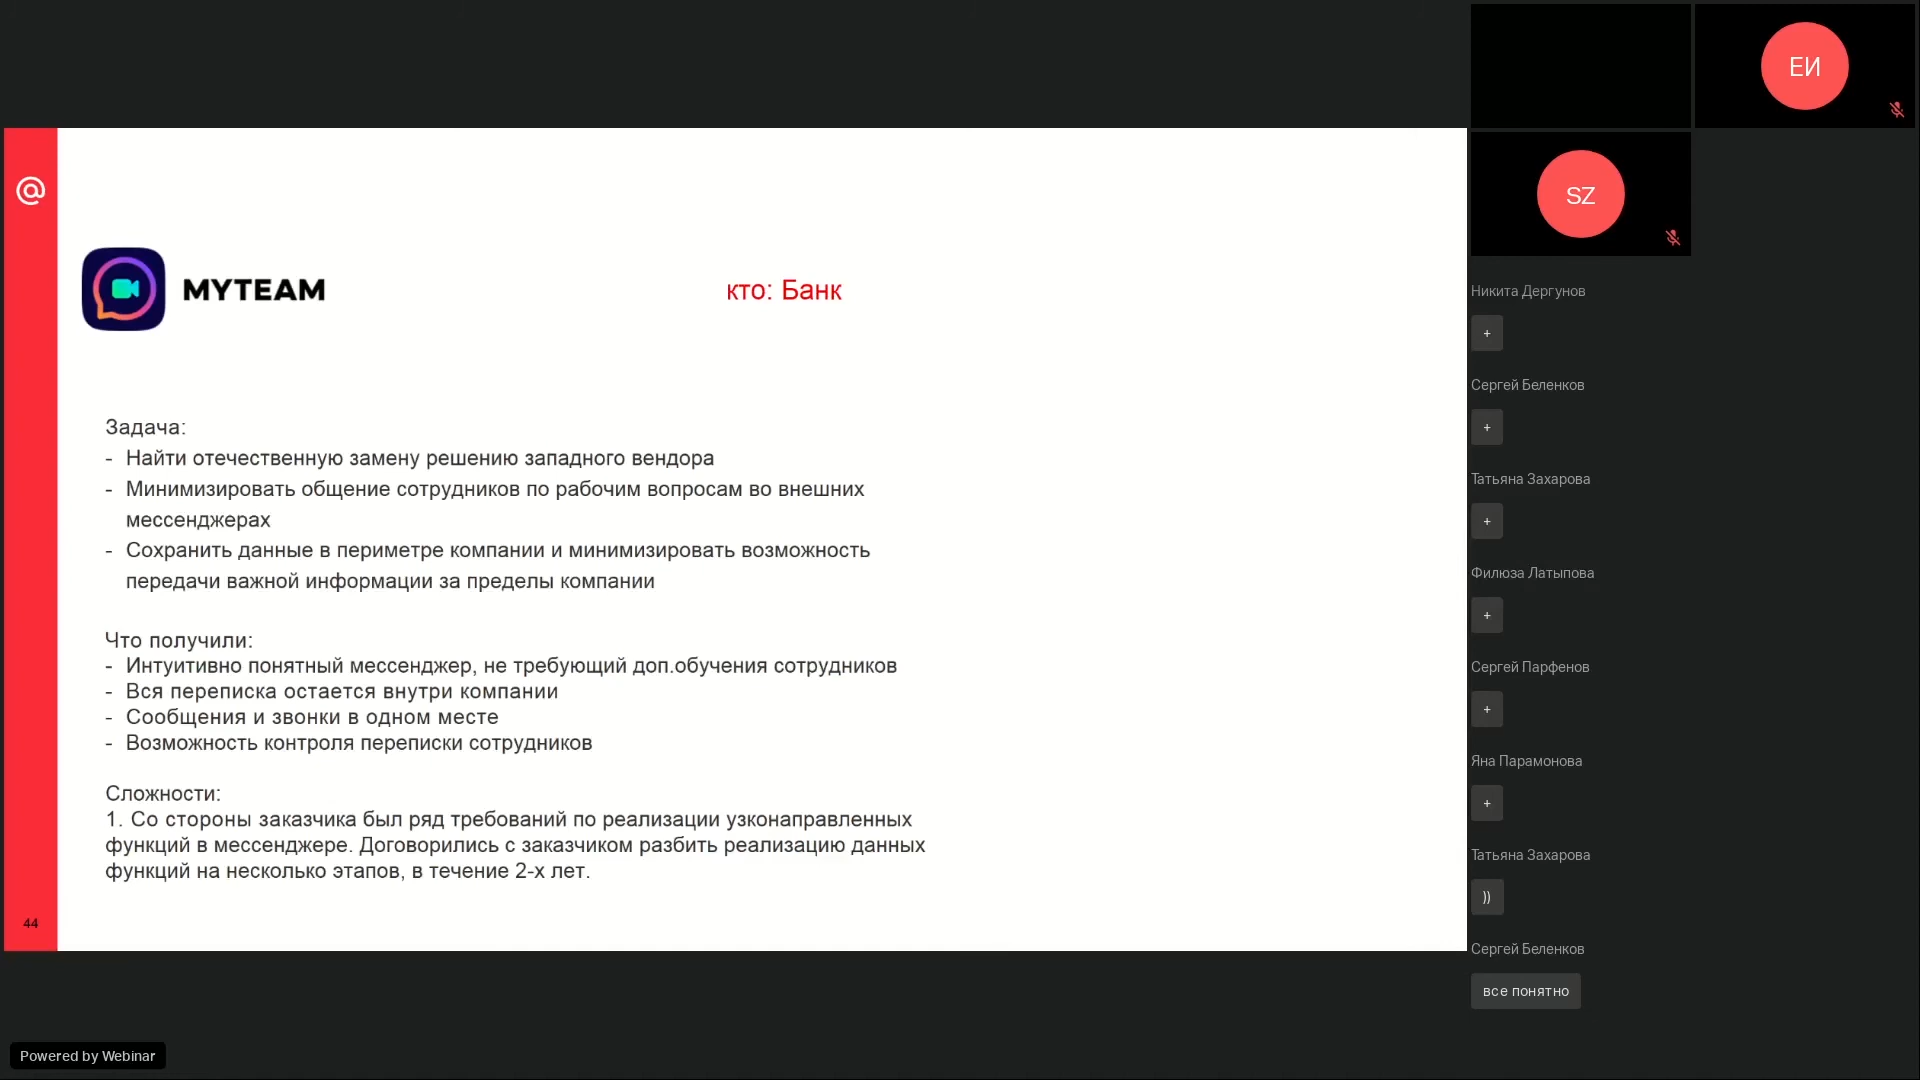 @
MYTEAM
кто: Банк
Задача:
- Найти отечественную замену решению западного вендора
- Минимизировать общение сотрудников по рабочим вопросам во внешних
мессенджерах
- Сохранить данные в периметре компании и минимизировать возможность
передачи важной информации за пределы компании
Что получили:
- Интуитивно понятный мессенджер, не требующий доп.обучения сотрудников
- Вся переписка остается внутри компании
- Сообщения и звонки в одном месте
- Возможность контроля переписки сотрудников
Сложности:
1. Со стороны заказчика был ряд требований по реализации узконаправленных
функций в мессенджере. Договорились с заказчиком разбить реализацию данных
функций на несколько этапов, в течение 2-х лет.
44
ЕИ
SZ
Никита Дергунов
+
Сергей Беленков
+
Татьяна Захарова
+
Филюза Латыпова
+
Сергей Парфенов
+
Яна Парамонова
+
Татьяна Захарова
))
Сергей Беленков
все понятно
Powered by Webinar